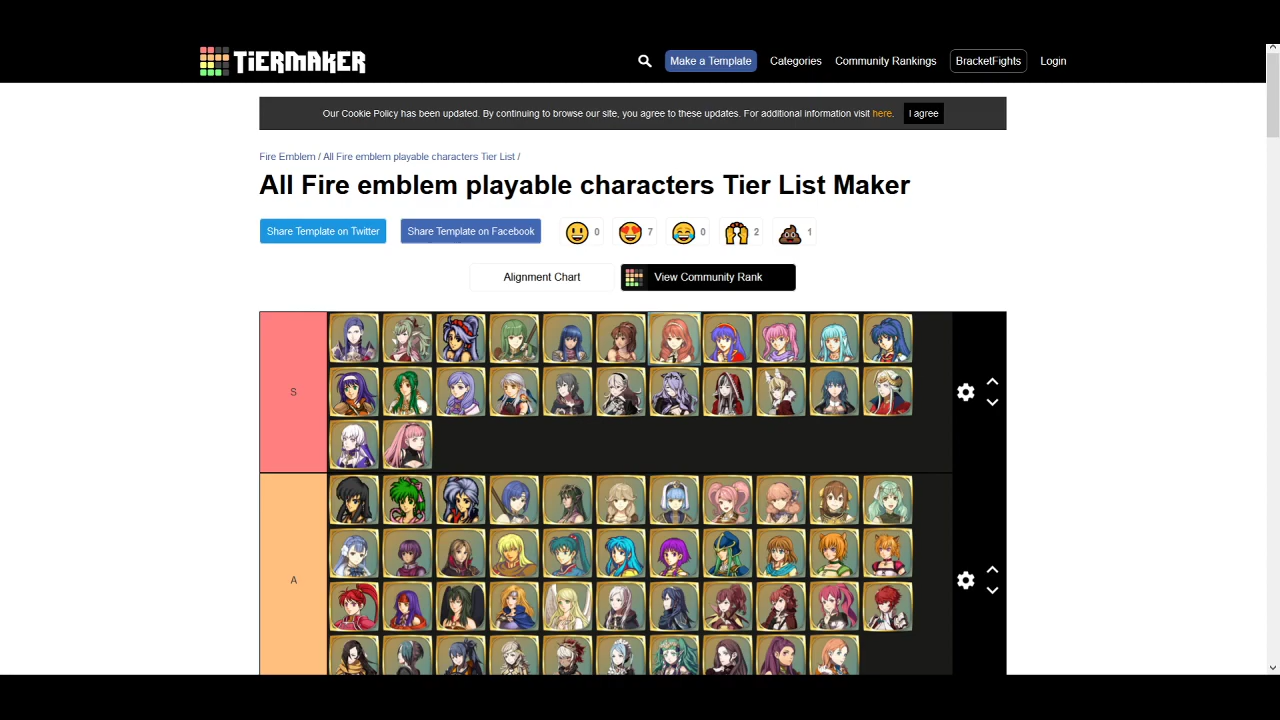 TiERMAKER
Make a Template
Categories
Community Rankings
BracketFights
Login
Our Cookie Policy has been updated. By continuing to browse our site, you agree to these updates. For additional information visit here.
I agree
Fire Emblem / All Fire emblem playable characters Tier List /
All Fire emblem playable characters Tier List Maker
Share Template on Twitter
Share Template on Facebook
0
7
0
2
1
Alignment Chart
View Community Rank
S
A